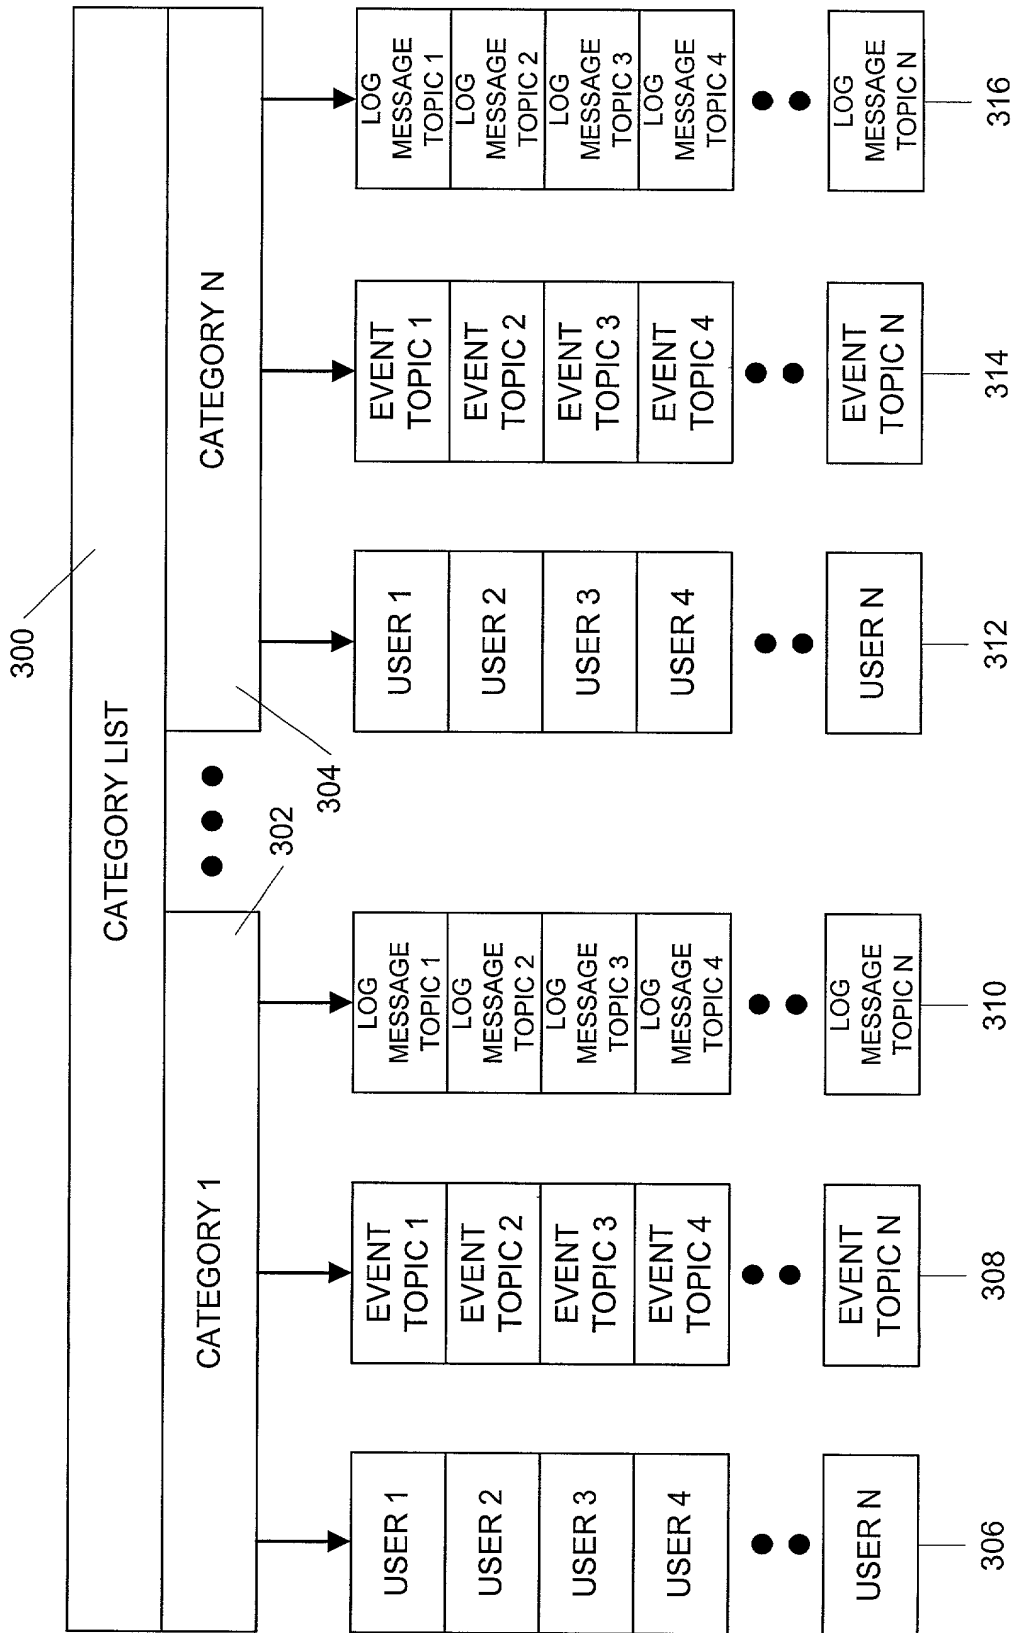 300
CATEGORY LIST
CATEGORY 1
302
304
CATEGORY N
USER 1
USER 2
USER 3
USER 4
USER N
306
EVENT
TOPIC 1
EVENT
TOPIC 2
EVENT
TOPIC 3
EVENT
TOPIC 4
EVENT
TOPIC N
308
LOG
MESSAGE
TOPIC 1
LOG
MESSAGE
TOPIC 2
LOG
MESSAGE
TOPIC 3
LOG
MESSAGE
TOPIC 4
LOG
MESSAGE
TOPIC N
310
USER 1
USER 2
USER 3
USER 4
USER N
312
EVENT
TOPIC 1
EVENT
TOPIC 2
EVENT
TOPIC 3
EVENT
TOPIC 4
EVENT
TOPIC N
314
LOG
MESSAGE
TOPIC 1
LOG
MESSAGE
TOPIC 2
LOG
MESSAGE
TOPIC 3
LOG
MESSAGE
TOPIC 4
LOG
MESSAGE
TOPIC N
316